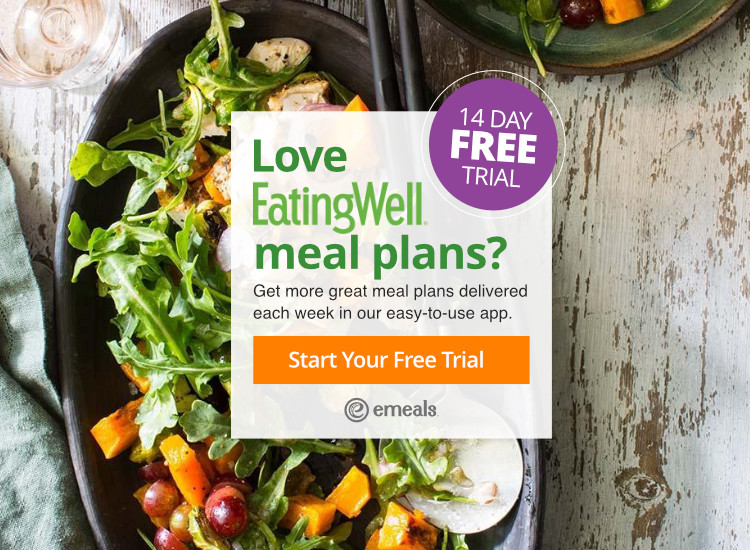 14 DAY
FREE
TRIAL
Love
EatingWell®
meal plans?
Get more great meal plans delivered
each week in our easy-to-use app.
Start Your Free Trial
emeals